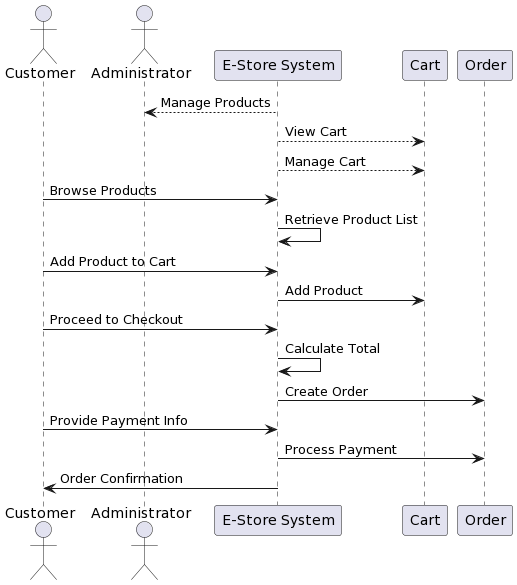 Customer
Administrator
E-Store System
Cart
Order
Manage Products
View Cart
Manage Cart
Browse Products
Retrieve Product List
Add Product to Cart
Add Product
Proceed to Checkout
Calculate Total
Create Order
Provide Payment Info
Process Payment
Order Confirmation
Customer
Administrator
E-Store System
Cart
Order